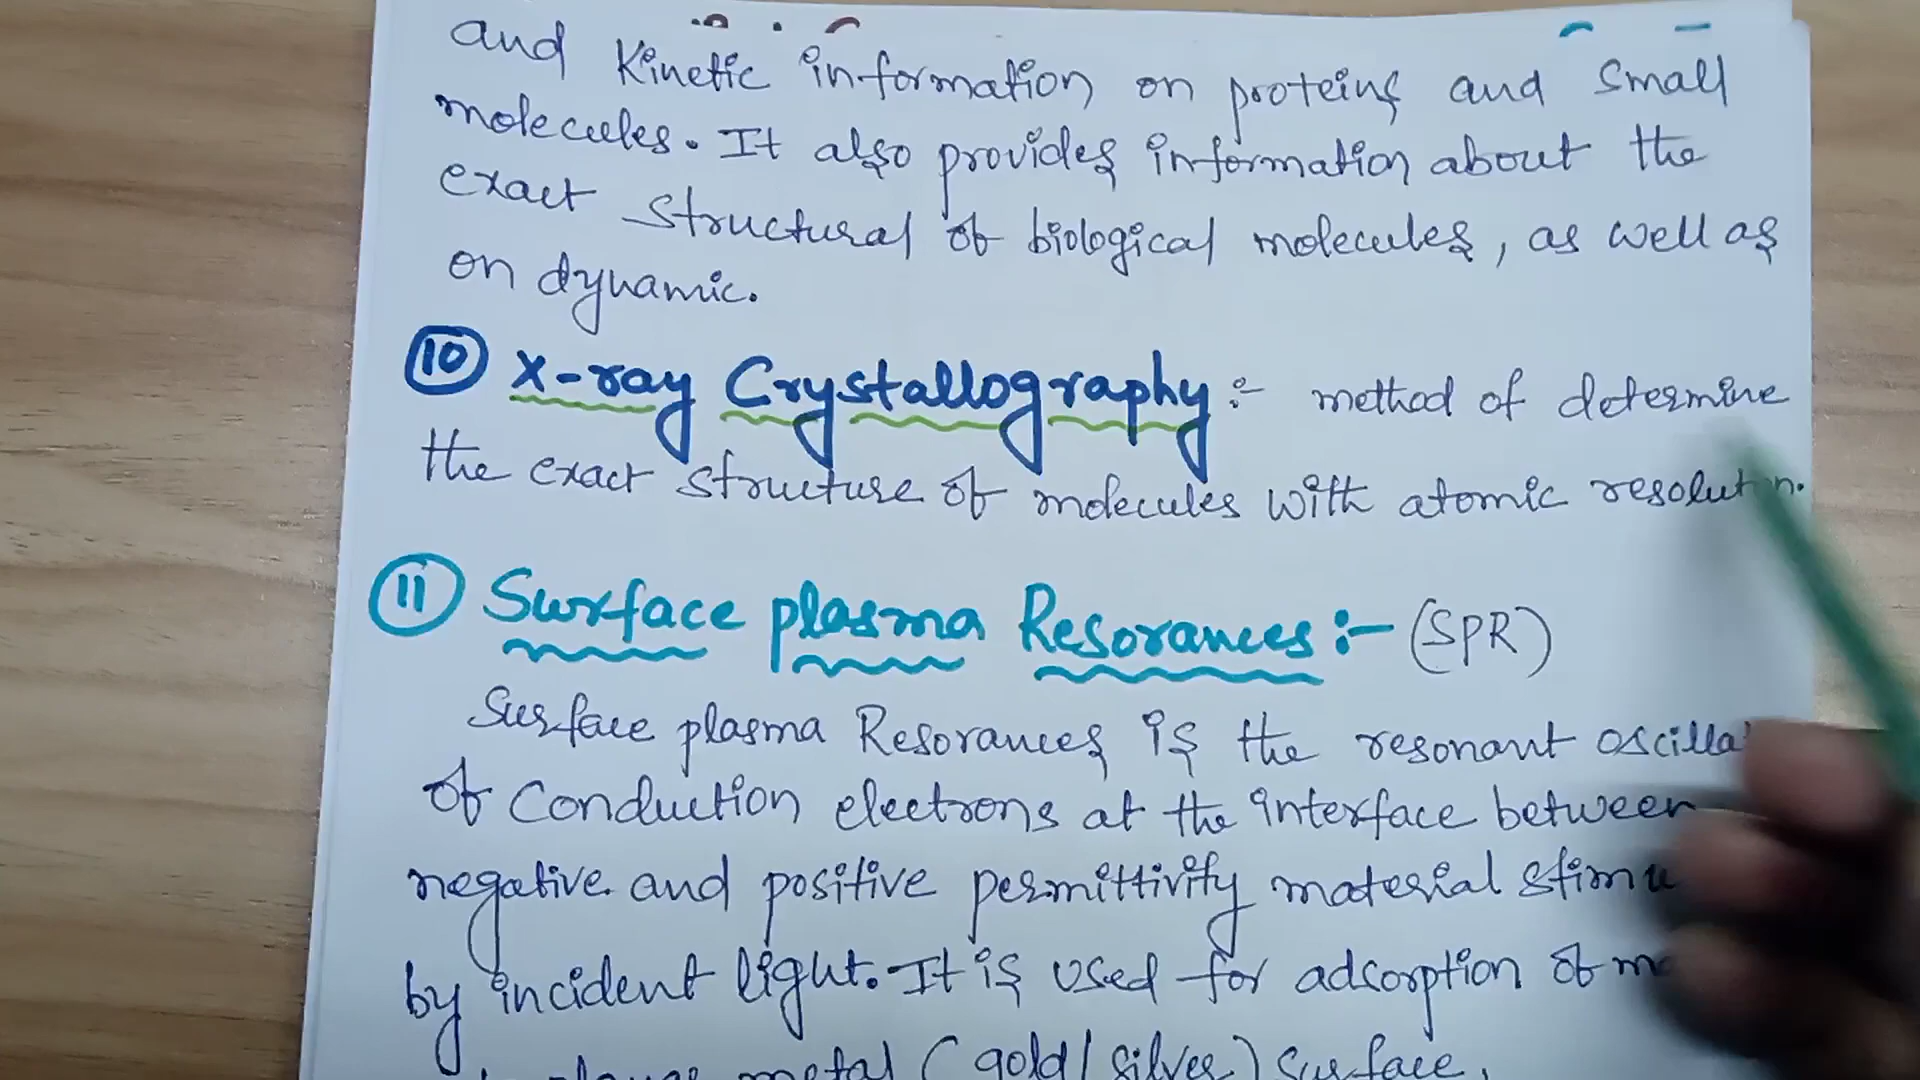 and Kinetic information on proteins and small
molecules. It also provides information about the
exact structural of biological molecules, as well as
on dynamic.
10 X-ray Crystallography :- method of determine
the exact structure of molecules with atomic
11 Surface plasma Resorances :- (SPR)
Surface plasma Resorances is the resonant
of conduction electrons at the interface between
negative and positive permittivity material
by incident light. It is used for adsorption of
metal (gold/silver) surface.